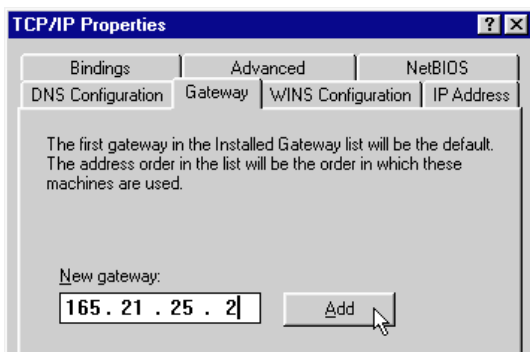 TCP/IP Properties
Bindings Advanced NetBIOS
DNS Configuration Gateway WINS Configuration IP Address
The first gateway in the Installed Gateway list will be the default.
The address order in the list will be the order in which these
machines are used.
New gateway:
165 . 21 . 25 . 2
Add